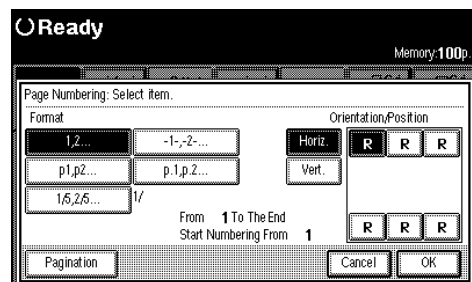 Ready
Memory:100p.
Page Numbering: Select item.
Format Orientation/Position
1,2... -1-,-2-... Horiz. R R R
p1,p2... p.1,p.2... Vert.
1/5,2/5... 1/
From 1 To The End
Start Numbering From 1 R R R
Pagination Cancel OK